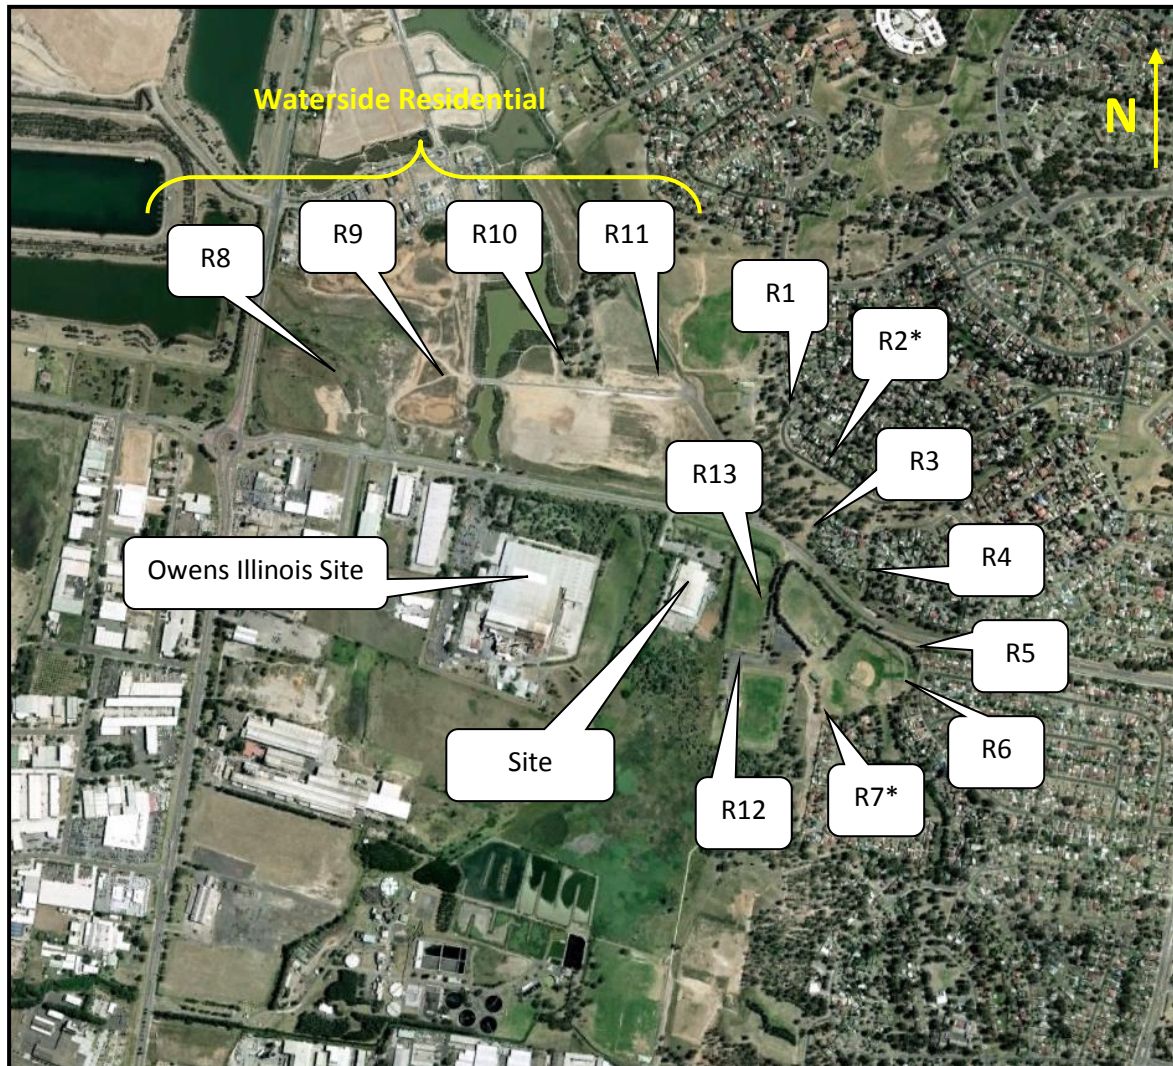 Waterside Residential
N
R8
R9
R10
R11
R1
R2*
R3
R13
R4
Owens Illinois Site
R5
Site
R6
R12
R7*